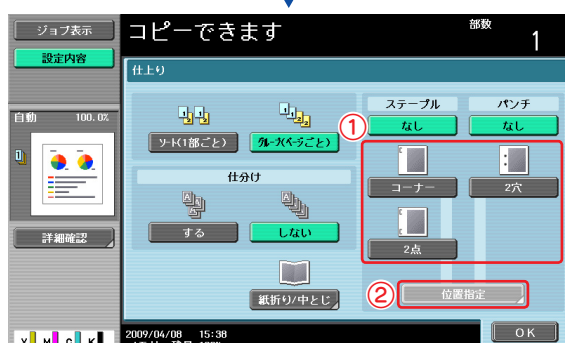 ジョブ表示
設定内容
コピーできます
部数
1
仕上り
自動 100.0%
ソート(1部ごと)
グループ(ページごと)
仕分け
する
しない
紙折り/中とじ
ステープル
パンチ
①
なし
なし
コーナー
2穴
2点
②
位置指定
詳細確認
Y M C K
2009/04/08 15:38
OK